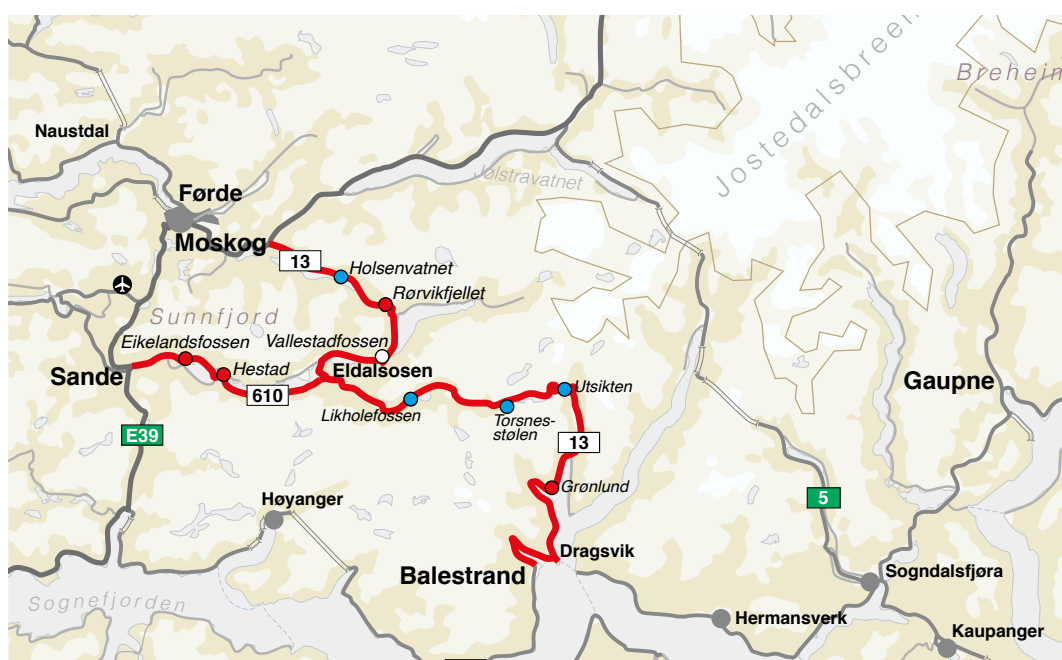 Jostedalsbreen
Breheim
Naustdal
Jølstravatnet
Førde
Moskog
13
Holsenvatnet
Rørvikfjellet
Sunnfjord
Vallestadfossen
Eikelandsfossen
Hestad
Eldalsosen
Sande
610
Utsikten
Gaupne
Likholefossen
Torsnes-
stølen
E39
13
Grønlund
Høyanger
5
Dragsvik
Balestrand
Sogndalsfjøra
Sognefjorden
Hermansverk
Kaupanger